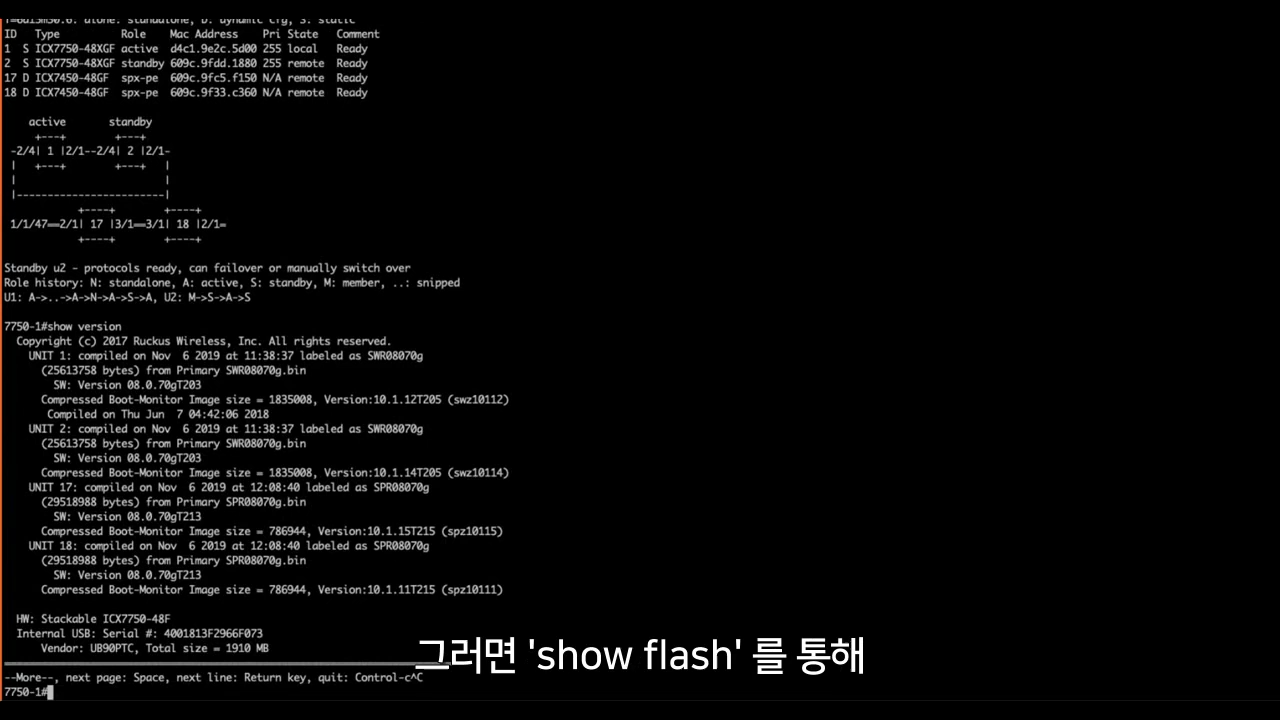 T=6d15m50.6: alone: standalone, D: dynamic cfg, S: static
ID   Type          Role    Mac Address    Pri State   Comment
1  S ICX7750-48XGF active  d4c1.9e2c.5d00 255 local   Ready
2  S ICX7750-48XGF standby 609c.9fdd.1880 255 remote  Ready
17 D ICX7450-48GF  spx-pe  609c.9fc5.f150 N/A remote  Ready
18 D ICX7450-48GF  spx-pe  609c.9f33.c360 N/A remote  Ready
    active       standby
     +---+        +---+
 -2/4| 1 |2/1--2/4| 2 |2/1-
 |   +---+        +---+   |
 |                        |
 |------------------------|
            +----+        +----+
 1/1/47==2/1| 17 |3/1==3/1| 18 |2/1=
            +----+        +----+
Standby u2 - protocols ready, can failover or manually switch over
Role history: N: standalone, A: active, S: standby, M: member, ..: snipped
U1: A->..->A->N->A->S->A, U2: M->S->A->S
7750-1#show version
  Copyright (c) 2017 Ruckus Wireless, Inc. All rights reserved.
    UNIT 1: compiled on Nov  6 2019 at 11:38:37 labeled as SWR08070g
      (25613758 bytes) from Primary SWR08070g.bin
        SW: Version 08.0.70gT203
      Compressed Boot-Monitor Image size = 1835008, Version:10.1.12T205 (swz10112)
       Compiled on Thu Jun  7 04:42:06 2018
    UNIT 2: compiled on Nov  6 2019 at 11:38:37 labeled as SWR08070g
      (25613758 bytes) from Primary SWR08070g.bin
        SW: Version 08.0.70gT203
      Compressed Boot-Monitor Image size = 1835008, Version:10.1.14T205 (swz10114)
    UNIT 17: compiled on Nov  6 2019 at 12:08:40 labeled as SPR08070g
      (29518988 bytes) from Primary SPR08070g.bin
        SW: Version 08.0.70gT213
      Compressed Boot-Monitor Image size = 786944, Version:10.1.15T215 (spz10115)
    UNIT 18: compiled on Nov  6 2019 at 12:08:40 labeled as SPR08070g
      (29518988 bytes) from Primary SPR08070g.bin
        SW: Version 08.0.70gT213
      Compressed Boot-Monitor Image size = 786944, Version:10.1.11T215 (spz10111)
  HW: Stackable ICX7750-48F
  Internal USB: Serial #: 4001813F2966F073
      Vendor: UB90PTC, Total size = 1910 MB
그러면 'show flash' 를 통해
--More--, next page: Space, next line: Return key, quit: Control-c^C
7750-1#